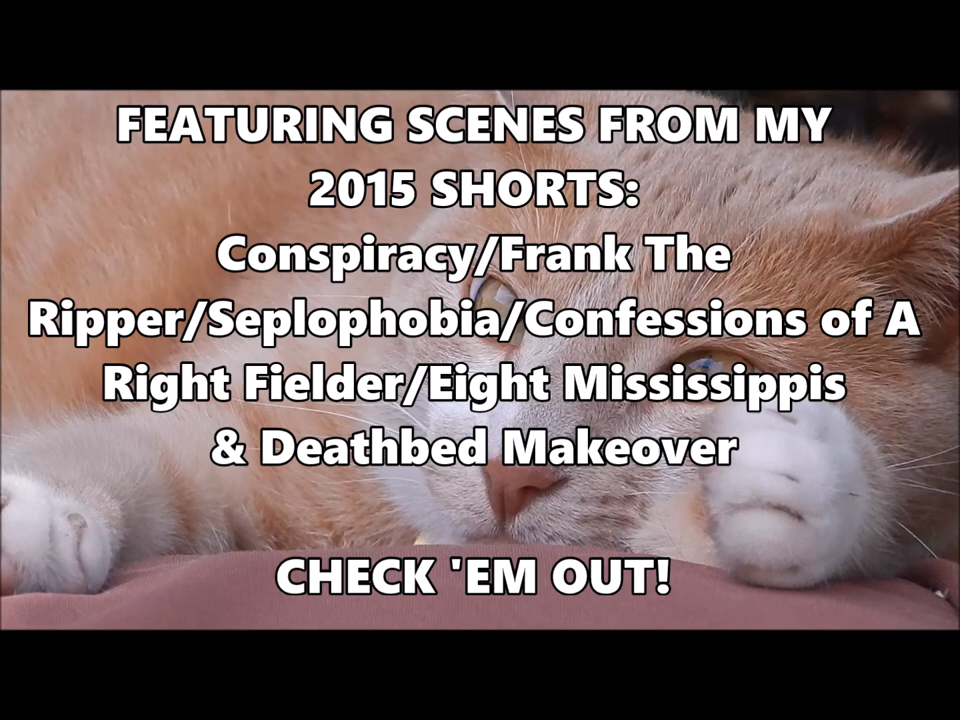 FEATURING SCENES FROM MY
2015 SHORTS:
Conspiracy/Frank The
Ripper/Seplophobia/Confessions of A
Right Fielder/Eight Mississippis
& Deathbed Makeover
CHECK 'EM OUT!